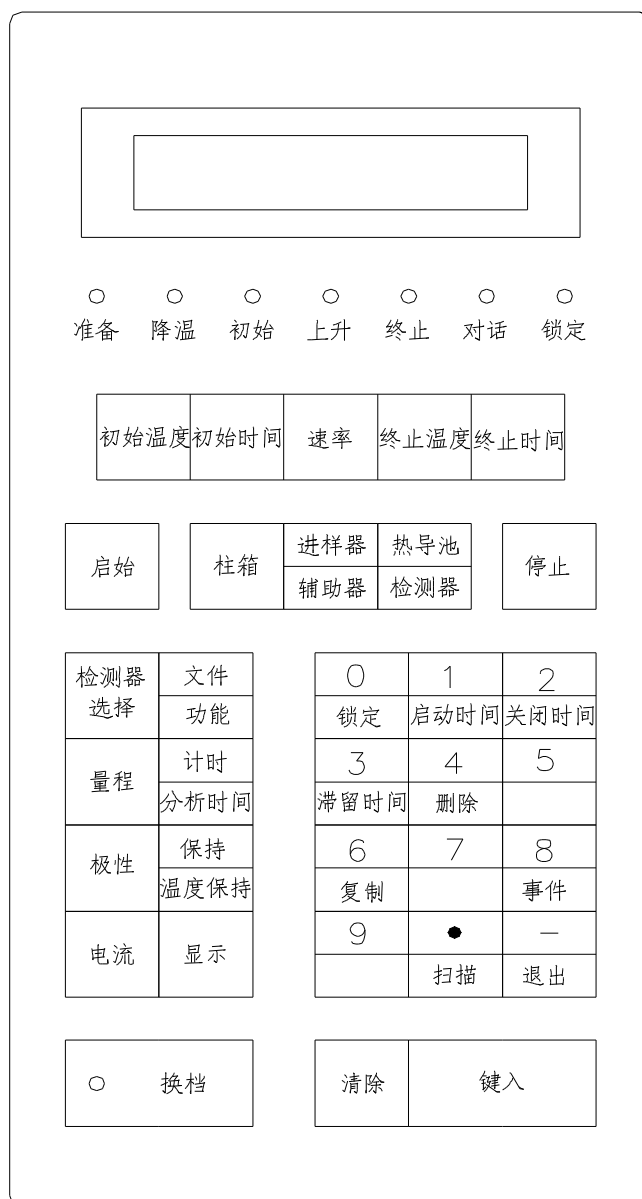 准备 降温 初始 上升 终止 对话 锁定
初始温度 初始时间 速率 终止温度 终止时间
启始 柱箱 进样器 热导池 停止
辅助器 检测器
检测器 文件 0 1 2
选择 功能 锁定 启动时间 关闭时间
量程 计时 3 4 5
分析时间 滞留时间 删除
极性 保持 6 7 8
温度保持 复制 事件
电流 显示 9 • —
扫描 退出
换档 清除 键入